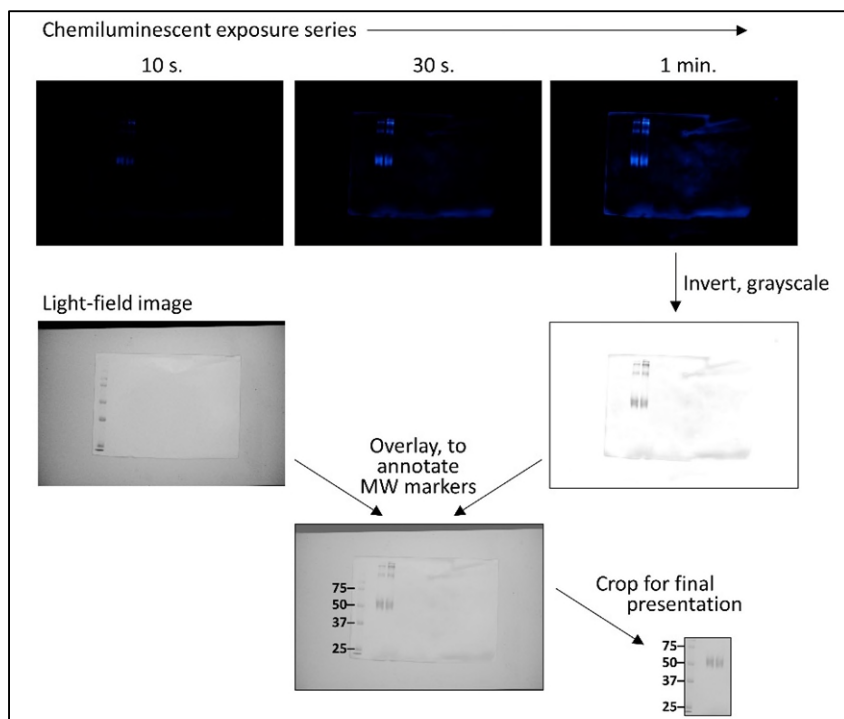 Chemiluminescent exposure series
10 s.
30 s.
1 min.
Invert, grayscale
Light-field image
Overlay, to
annotate
MW markers
75
50
37
25
Crop for final
presentation
75
50
37
25